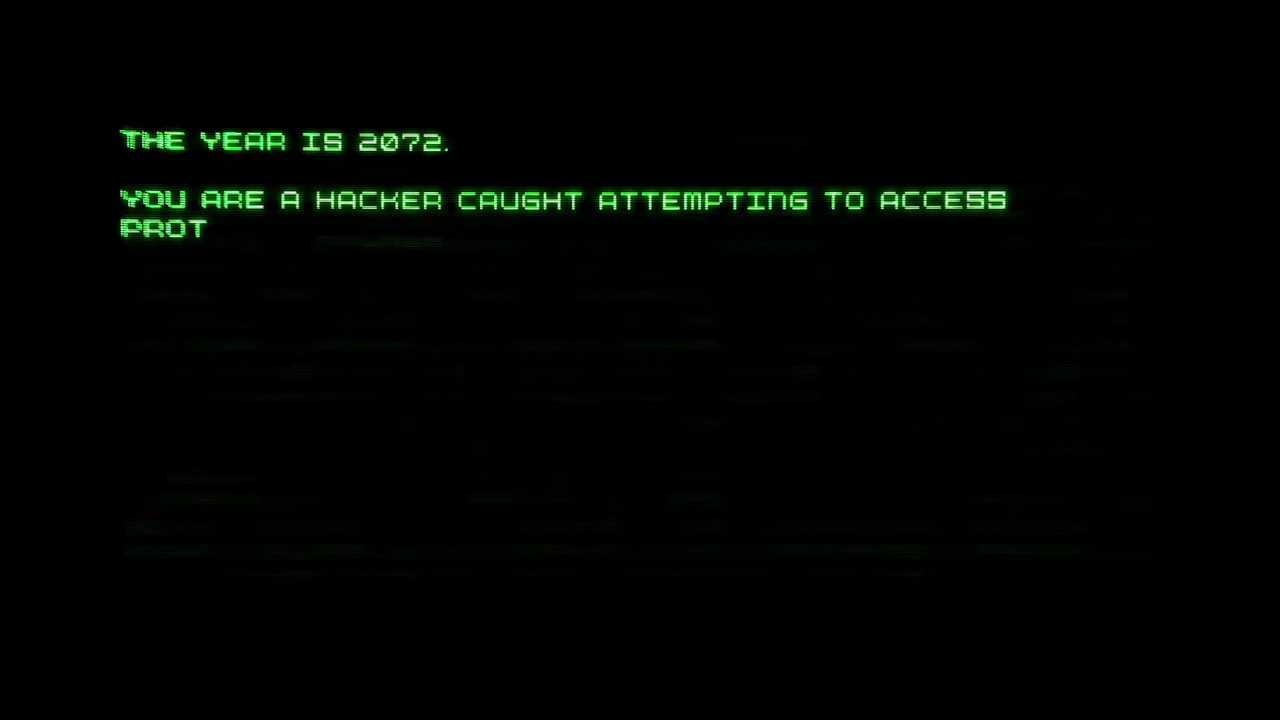 THE YEAR IS 2072.
YOU ARE A HACKER CAUGHT ATTEMPTING TO ACCESS
PROT